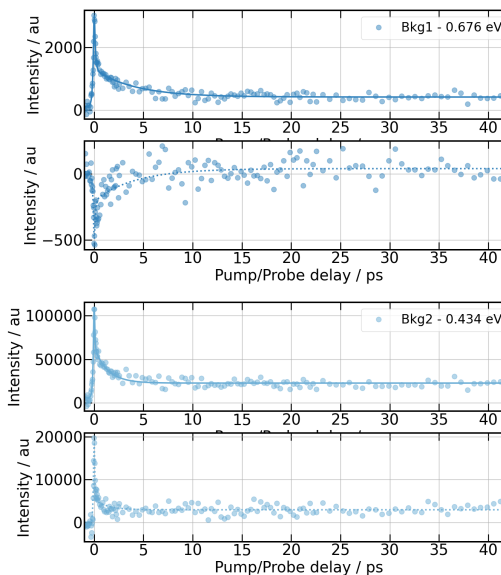 Bkg1 - 0.676 eV
Intensity / au
2000
0
0 5 10 15 20 25 30 35 40
Intensity / au
0
−500
0 5 10 15 20 25 30 35 40
Pump/Probe delay / ps
Bkg2 - 0.434 eV
Intensity / au
100000
50000
0
0 5 10 15 20 25 30 35 40
Intensity / au
20000
10000
0
0 5 10 15 20 25 30 35 40
Pump/Probe delay / ps